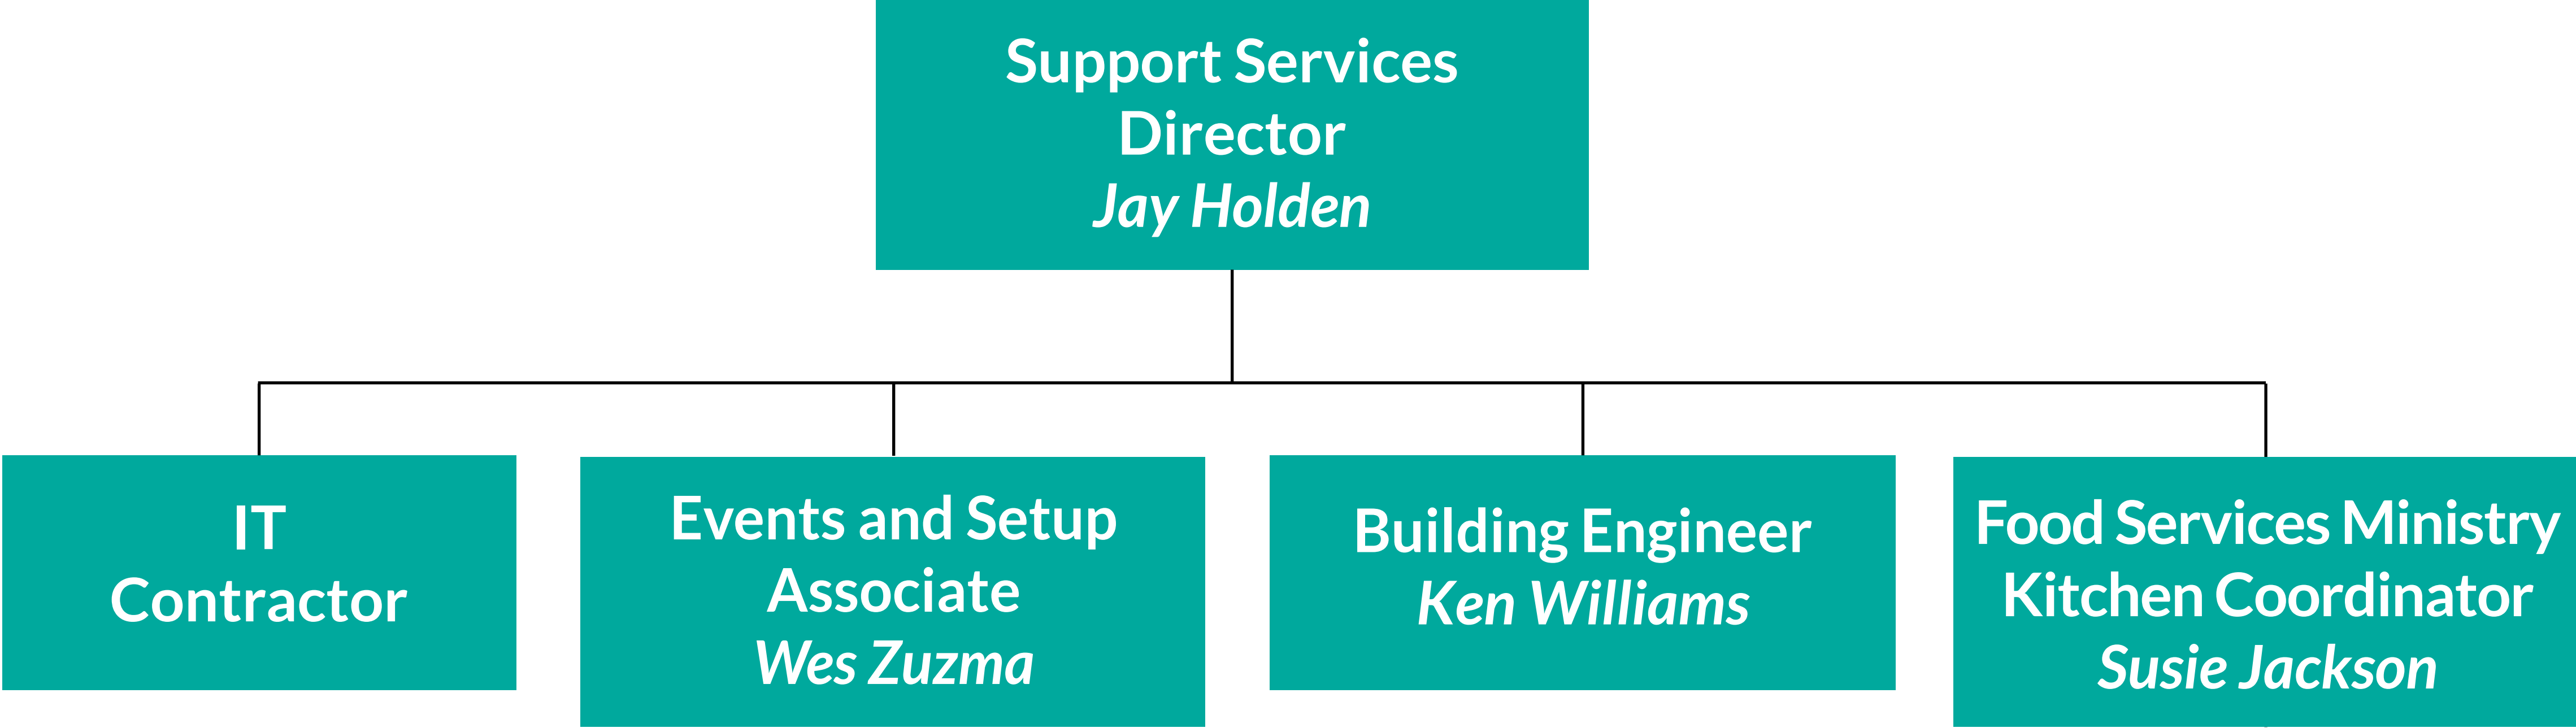 Support Services
Director
Jay Holden
IT
Contractor
Events and Setup
Associate
Wes Zuzma
Building Engineer
Ken Williams
Food Services Ministry
Kitchen Coordinator
Susie Jackson